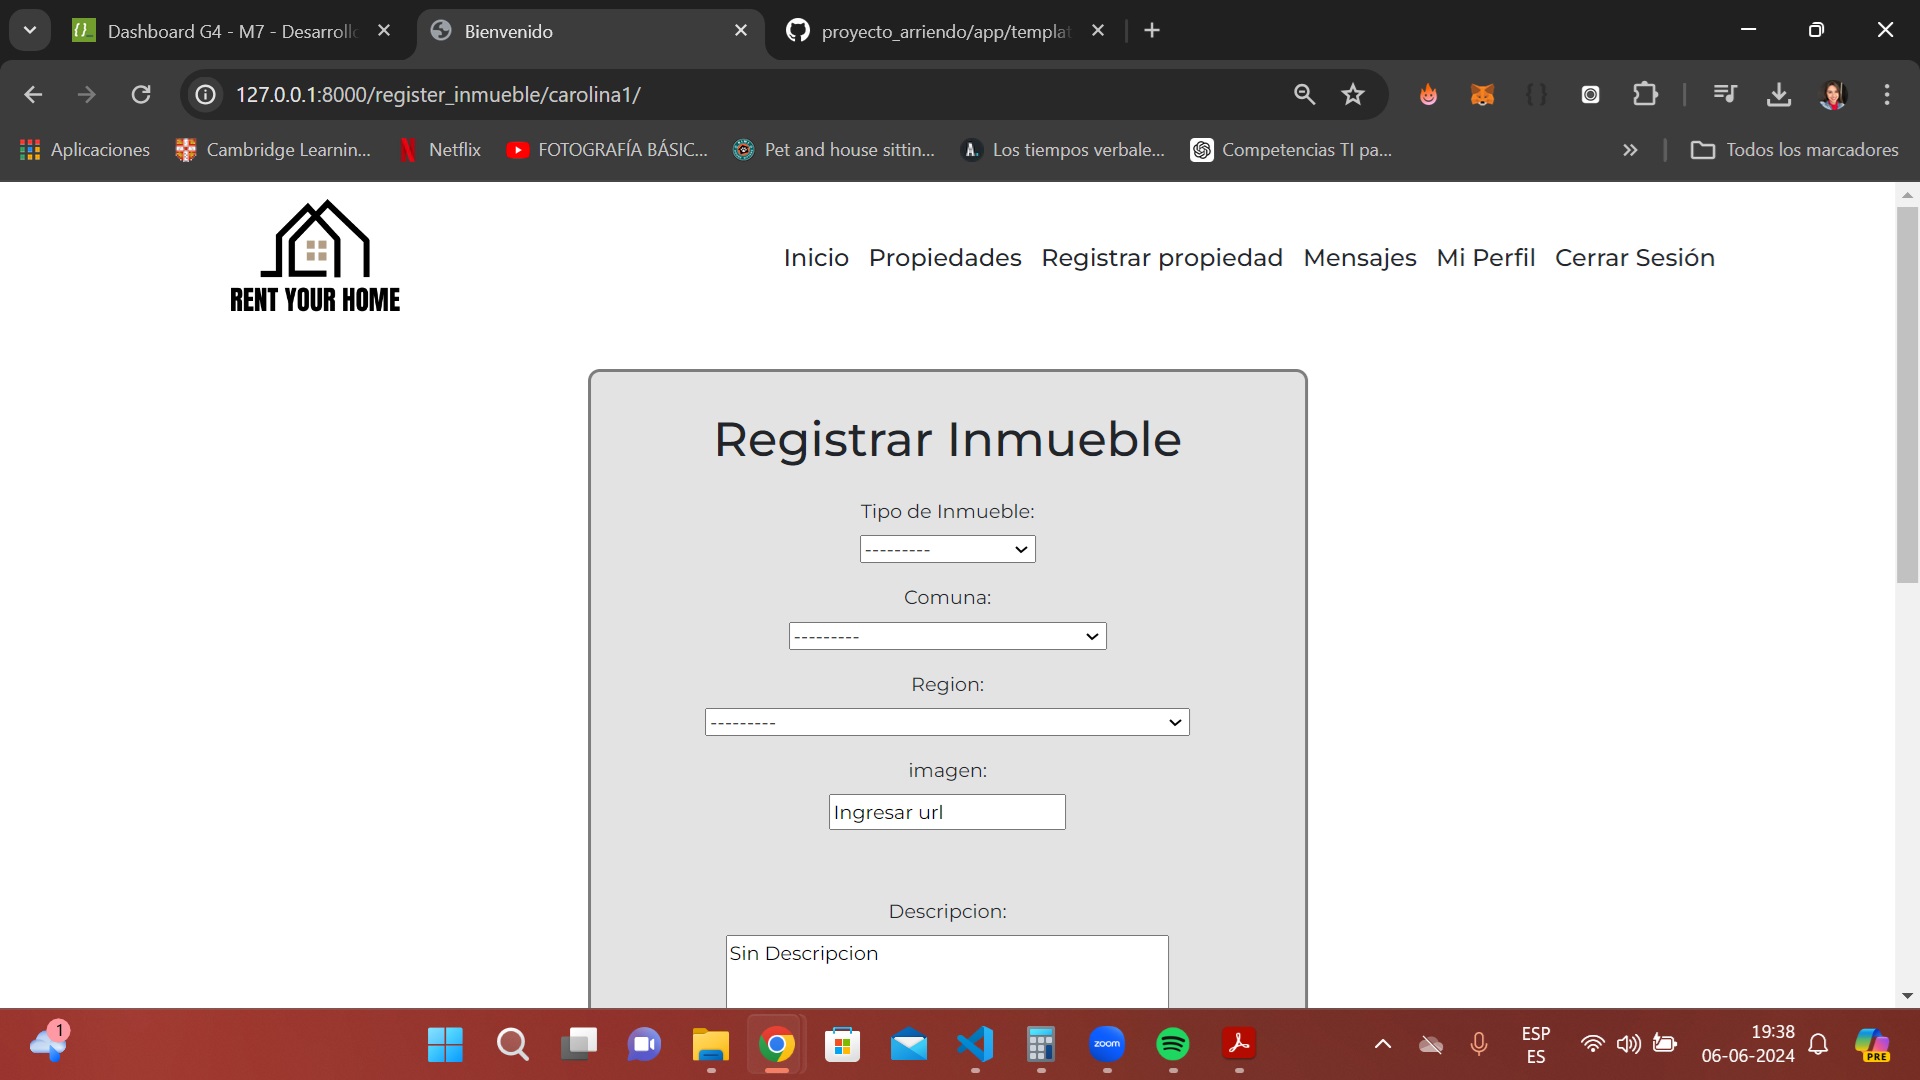 Dashboard G4 - M7 - Desarroll
Bienvenido
proyecto_arriendo/app/templat
127.0.0.1:8000/register_inmueble/carolina1/
Aplicaciones
Cambridge Learnin...
Netflix
FOTOGRAFÍA BÁSIC...
Pet and house sittin...
A.
Los tiempos verbale...
Competencias TI pa...
»
Todos los marcadores
RENT YOUR HOME
Inicio
Propiedades
Registrar propiedad
Mensajes
Mi Perfil
Cerrar Sesión
Registrar Inmueble
Tipo de Inmueble:
---------
Comuna:
---------
Region:
---------
imagen:
Ingresar url
Descripcion:
Sin Descripcion
1
zoom
ESP
ES
19:38
06-06-2024
PRE